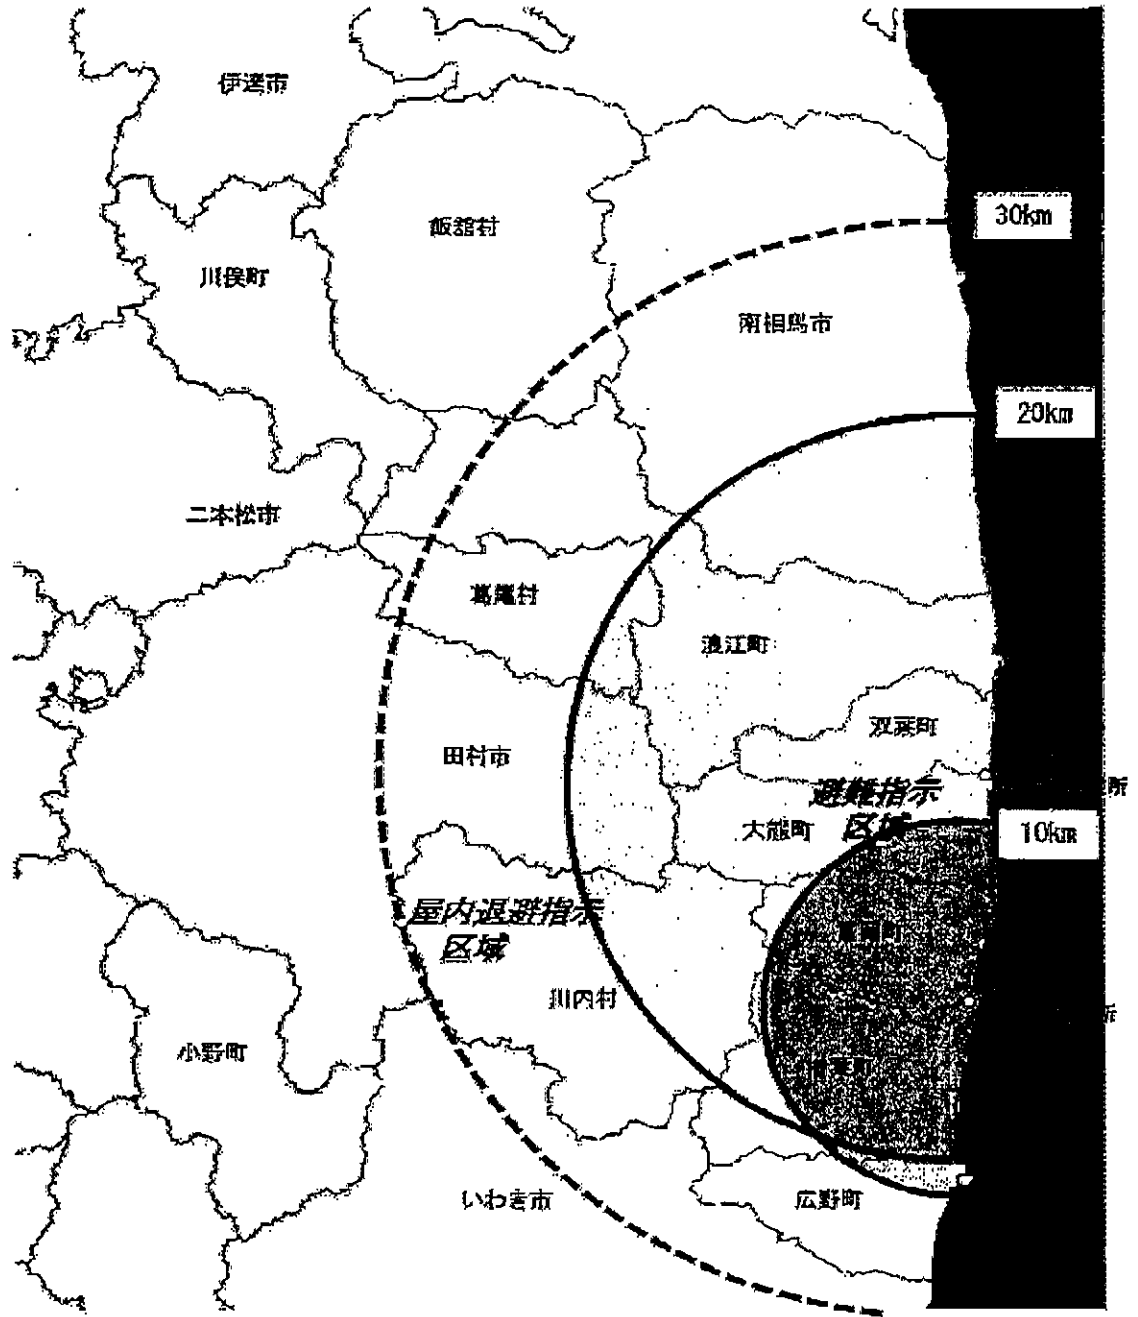 伊達市
飯舘村
30km
川俣町
南相馬市
20km
二本松市
葛尾村
浪江町
双葉町
田村市
所
避難指示
区域
大熊町
10km
屋内退避指示
区域
川内村
所
小野町
いわき市
広野町